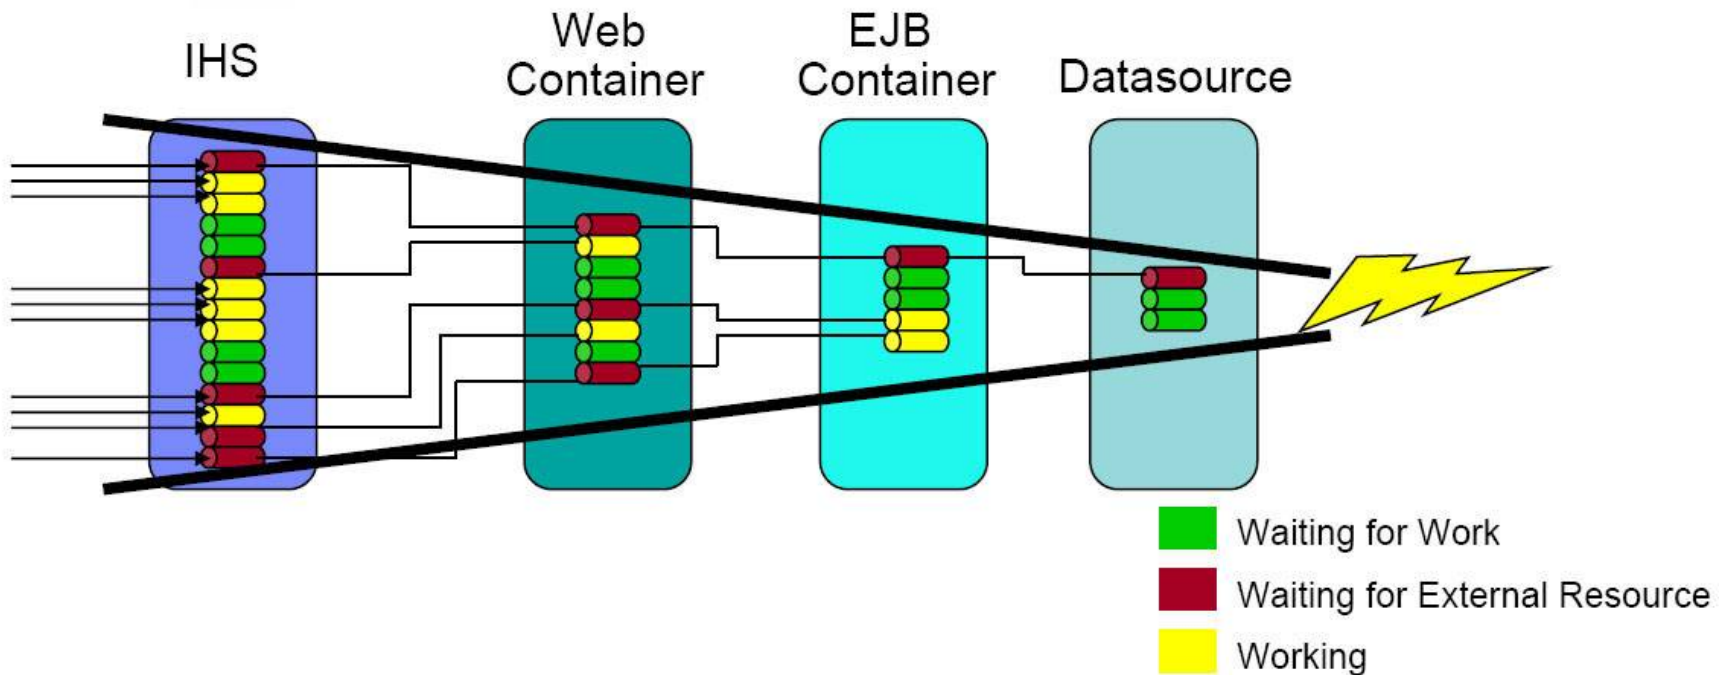 IHS
Web
Container
EJB
Container
Datasource
Waiting for Work
Waiting for External Resource
Working